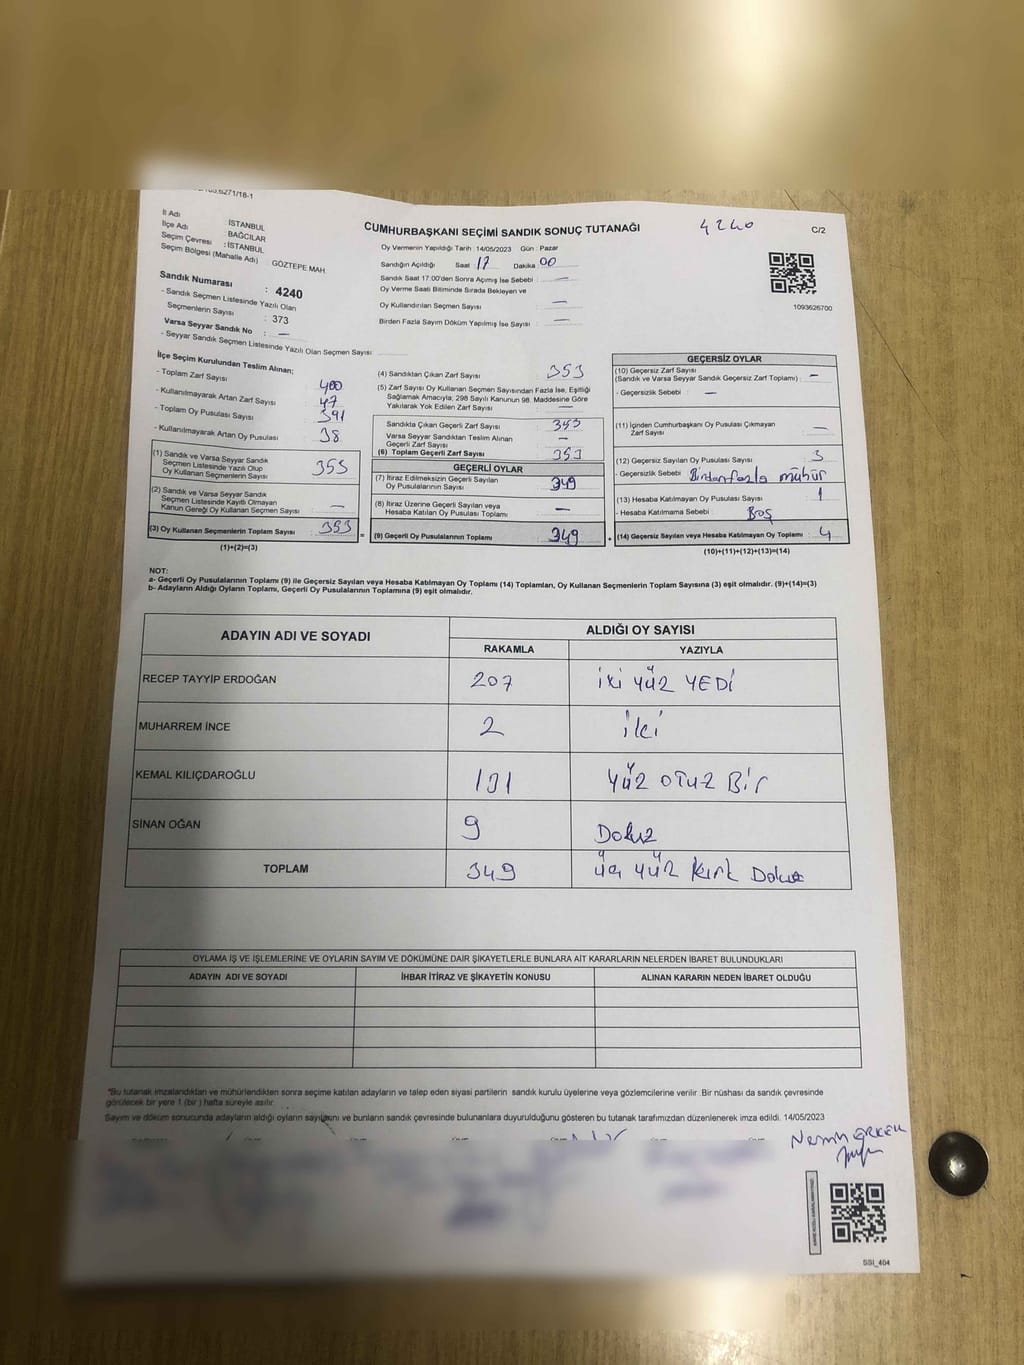 4240
C/2
İl Adı : İSTANBUL
İlçe Adı : BAĞCILAR
Seçim Çevresi : İSTANBUL
Seçim Bölgesi (Mahalle Adı) GÖZTEPE MAH.
Sandık Numarası : 4240
- Sandık Seçmen Listesinde Yazılı Olan
Seçmenlerin Sayısı : 373
Varsa Seyyar Sandık No : —
- Seyyar Sandık Seçmen Listesinde Yazılı Olan Seçmen Sayısı:
CUMHURBAŞKANI SEÇİMİ SANDIK SONUÇ TUTANAĞI
Oy Vermenin Yapıldığı Tarih :14/05/2023 Gün : Pazar
Sandığın Açıldığı Saat 17 Dakika 00
Sandık Saat 17:00'den Sonra Açımış İse Sebebi : —
Oy Verme Saati Bitiminde Sırada Bekleyen ve
Oy Kullandırılan Seçmen Sayısı : —
Birden Fazla Sayım Döküm Yapılmış İse Sayısı : —
1093626700
İlçe Seçim Kurulundan Teslim Alınan;
- Toplam Zarf Sayısı : 400
- Kullanılmayarak Artan Zarf Sayısı : 47
- Toplam Oy Pusulası Sayısı : 391
- Kullanılmayarak Artan Oy Pusulası : 38
(1) Sandık ve Varsa Seyyar Sandık
Seçmen Listesinde Yazılı Olup
Oy Kullanan Seçmenlerin Sayısı : 353
(2) Sandık ve Varsa Seyyar Sandık
Seçmen Listesinde Kayıtlı Olmayan
Kanun Gereği Oy Kullanan Seçmen Sayısı : —
(3) Oy Kullanan Seçmenlerin Toplam Sayısı : 353
(1)+(2)=(3)
(4) Sandıktan Çıkan Zarf Sayısı : 353
(5) Zarf Sayısı Oy Kullanan Seçmen Sayısından Fazla İse, Eşitliği
Sağlamak Amacıyla; 298 Sayılı Kanunun 98. Maddesine Göre
Yakılarak Yok Edilen Zarf Sayısı : —
Sandıkta Çıkan Geçerli Zarf Sayısı : 353
Varsa Seyyar Sandıktan Teslim Alınan
Geçerli Zarf Sayısı : —
(6) Toplam Geçerli Zarf Sayısı : 353
GEÇERLİ OYLAR
(7) İtiraz Edilmeksizin Geçerli Sayılan
Oy Pusulalarının Sayısı : 349
(8) İtiraz Üzerine Geçerli Sayılan veya
Hesaba Katılan Oy Pusulası Toplamı : —
= (9) Geçerli Oy Pusulalarının Toplamı : 349
GEÇERSİZ OYLAR
(10) Geçersiz Zarf Sayısı
(Sandık ve Varsa Seyyar Sandık Geçersiz Zarf Toplamı) : —
- Geçersizlik Sebebi : —
(11) İçinden Cumhurbaşkanı Oy Pusulası Çıkmayan
Zarf Sayısı : —
(12) Geçersiz Sayılan Oy Pusulası Sayısı : 3
- Geçersizlik Sebebi : Birdenfazla mühür
(13) Hesaba Katılmayan Oy Pusulası Sayısı : 1
- Hesaba Katılmama Sebebi : Boş
+ (14) Geçersiz Sayılan veya Hesaba Katılmayan Oy Toplamı : 4
(10)+(11)+(12)+(13)=(14)
NOT:
a- Geçerli Oy Pusulalarının Toplamı (9) ile Geçersiz Sayılan veya Hesaba Katılmayan Oy Toplamı (14) Toplamları, Oy Kullanan Seçmenlerin Toplam Sayısına (3) eşit olmalıdır. (9)+(14)=(3)
b- Adayların Aldığı Oyların Toplamı, Geçerli Oy Pusulalarının Toplamına (9) eşit olmalıdır.
ADAYIN ADI VE SOYADI ALDIĞI OY SAYISI
RAKAMLA YAZIYLA
RECEP TAYYİP ERDOĞAN 207 iki yüz YEDİ
MUHARREM İNCE 2 iki
KEMAL KILIÇDAROĞLU 131 yüz otuz Bir
SİNAN OĞAN 9 Dokuz
TOPLAM 349 üç yüz kırk Dokuz
OYLAMA İŞ VE İŞLEMLERİNE VE OYLARIN SAYIM VE DÖKÜMÜNE DAİR ŞİKAYETLERLE BUNLARA AİT KARARLARIN NELERDEN İBARET BULUNDUKLARI
ADAYIN ADI VE SOYADI İHBAR İTİRAZ VE ŞİKAYETİN KONUSU ALINAN KARARIN NEDEN İBARET OLDUĞU
*Bu tutanak imzalandıktan ve mühürlendikten sonra seçime katılan adayların ve talep eden siyasi partilerin sandık kurulu üyelerine veya gözlemcilerine verilir. Bir nüshası da sandık çevresinde
görülecek bir yere 1 (bir ) hafta süreyle asılır.
Sayım ve döküm sonucunda adayların aldığı oyların sayılarını ve bunların sandık çevresinde bulunanlara duyurulduğunu gösteren bu tutanak tarafımızdan düzenlenerek imza edildi. 14/05/2023
SSI_404